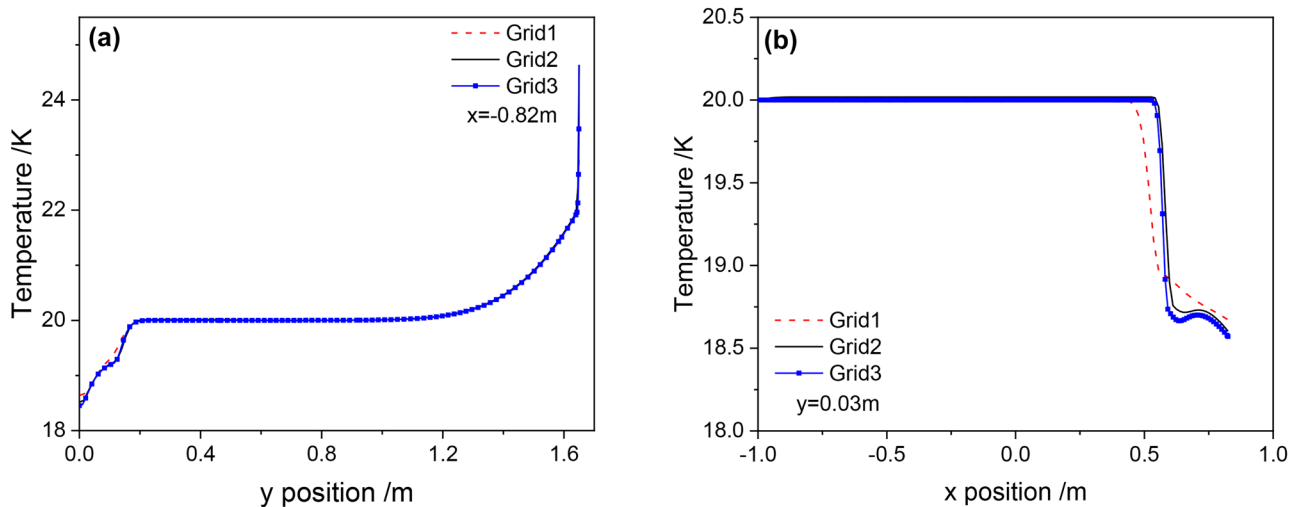 (a)
Grid1
Grid2
Grid3
x=-0.82m
Temperature /K
24
22
20
18
0.0 0.4 0.8 1.2 1.6
y position /m
(b)
Grid1
Grid2
Grid3
y=0.03m
Temperature /K
20.5
20.0
19.5
19.0
18.5
18.0
-1.0 -0.5 0.0 0.5 1.0
x position /m